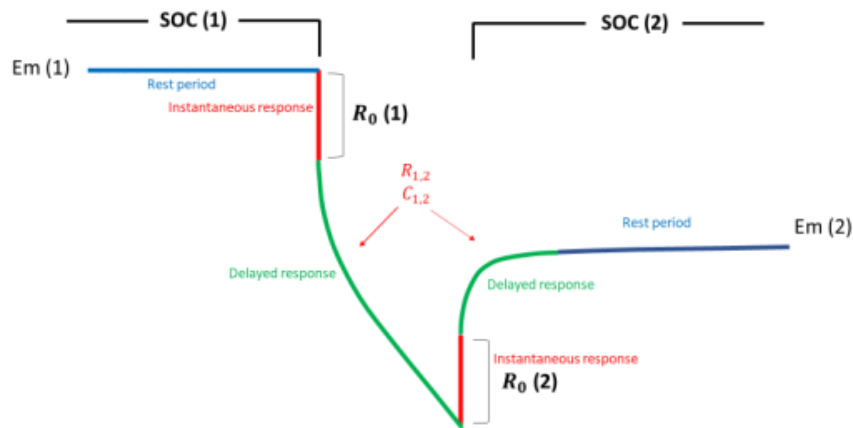 SOC (1)
SOC (2)
Em (1)
Rest period
Instantaneous response
R₀ (1)
R₁,₂
C₁,₂
Rest period
Em (2)
Delayed response
Delayed response
Instantaneous response
R₀ (2)